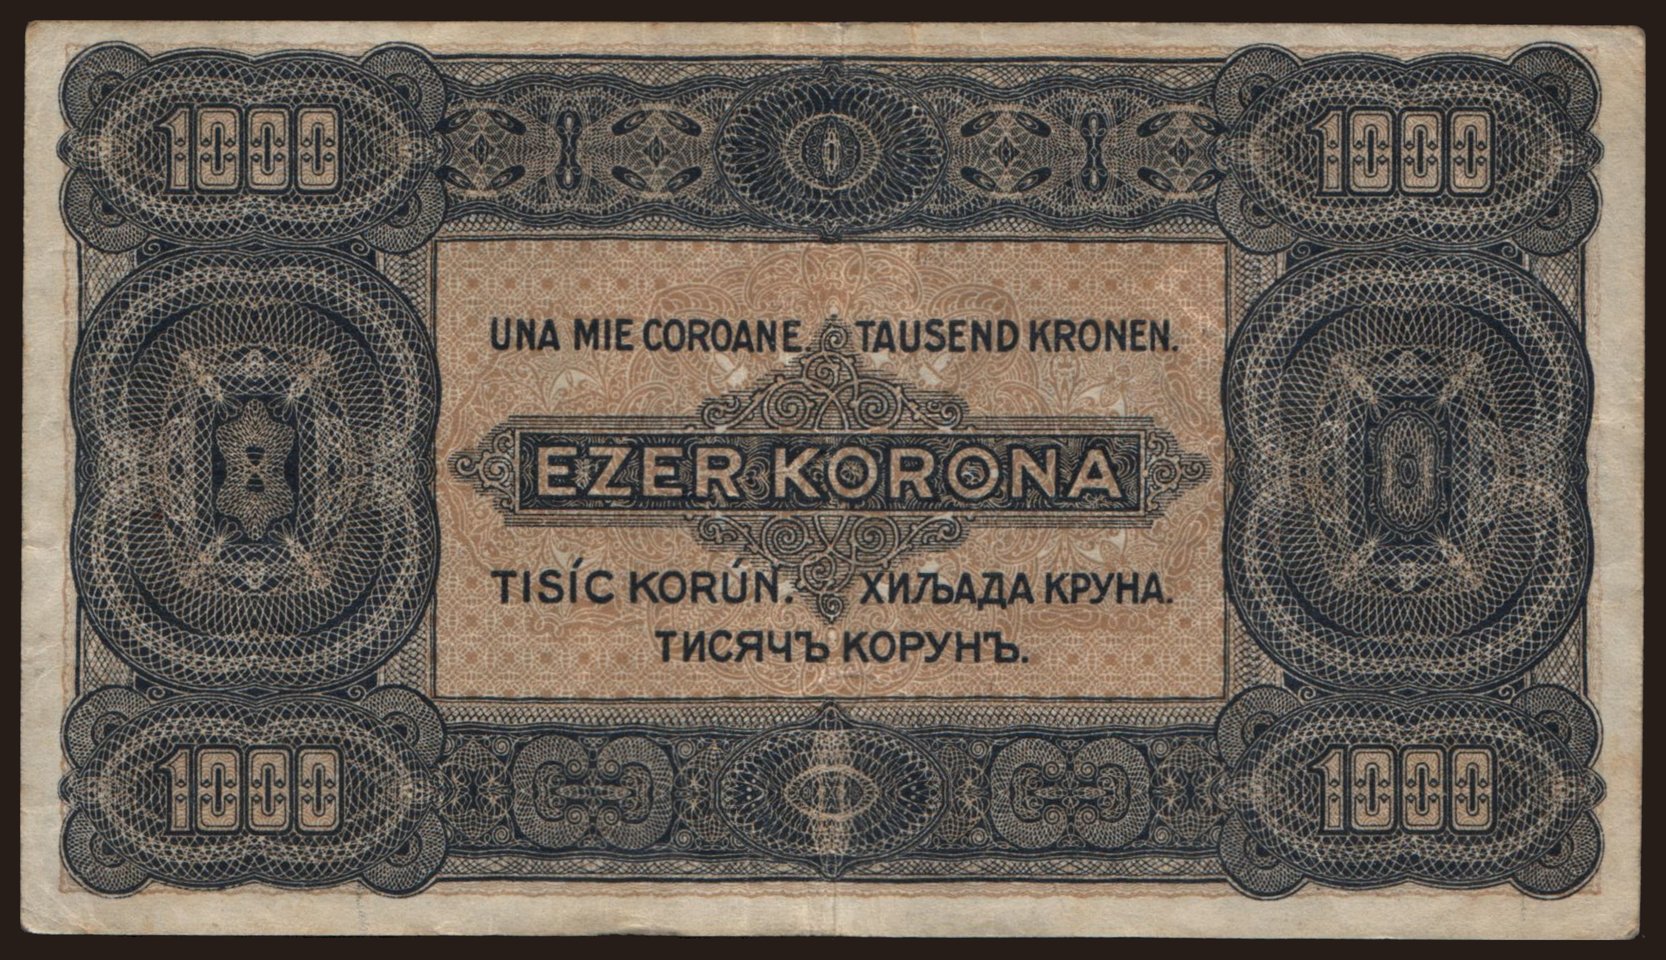 1000 1000
UNA MIE COROANE. TAUSEND KRONEN.
EZER KORONA
TISÍC KORÚN. ХИЉАДА КРУНА.
ТИСЯЧЪ КОРУНЪ.
1000 1000